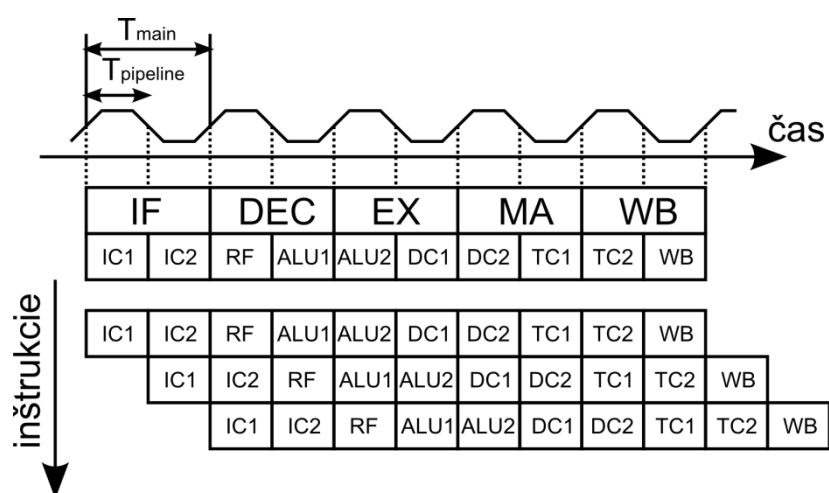 Tmain
Tpipeline
čas
IF DEC EX MA WB
IC1 IC2 RF ALU1 ALU2 DC1 DC2 TC1 TC2 WB
inštrukcie
IC1 IC2 RF ALU1 ALU2 DC1 DC2 TC1 TC2 WB
IC1 IC2 RF ALU1 ALU2 DC1 DC2 TC1 TC2 WB
IC1 IC2 RF ALU1 ALU2 DC1 DC2 TC1 TC2 WB